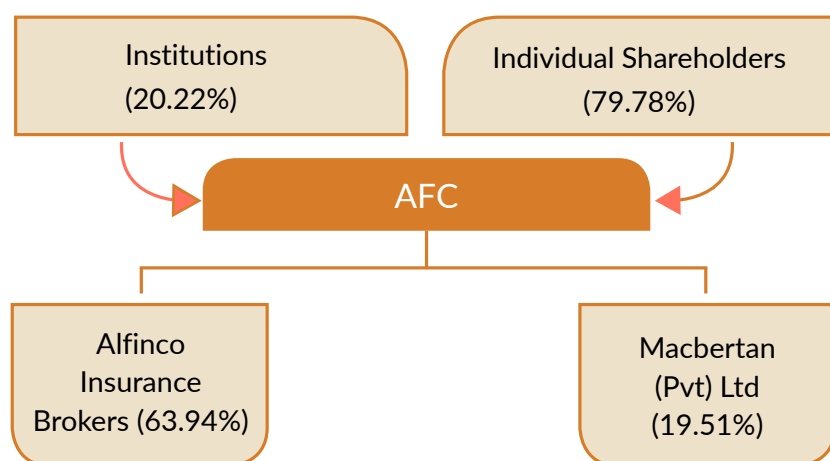 Institutions
(20.22%)
Individual Shareholders
(79.78%)
AFC
Alfinco
Insurance
Brokers (63.94%)
Macbertan
(Pvt) Ltd
(19.51%)